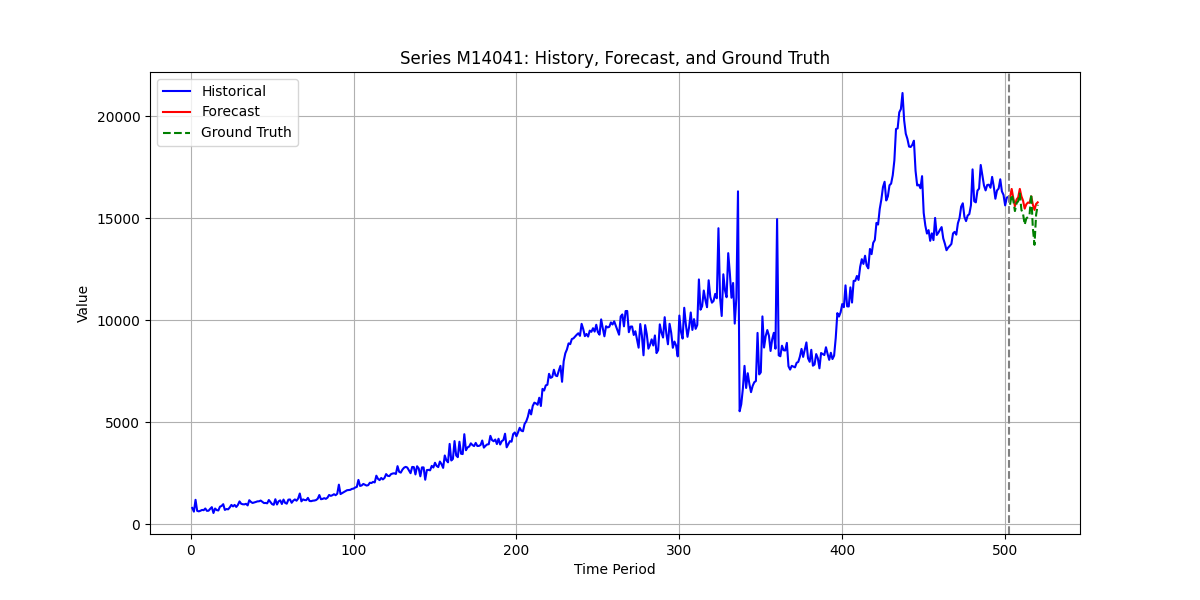 Series M14041: History, Forecast, and Ground Truth
Historical
Forecast
Ground Truth
Value
20000
15000
10000
5000
0
0 100 200 300 400 500
Time Period